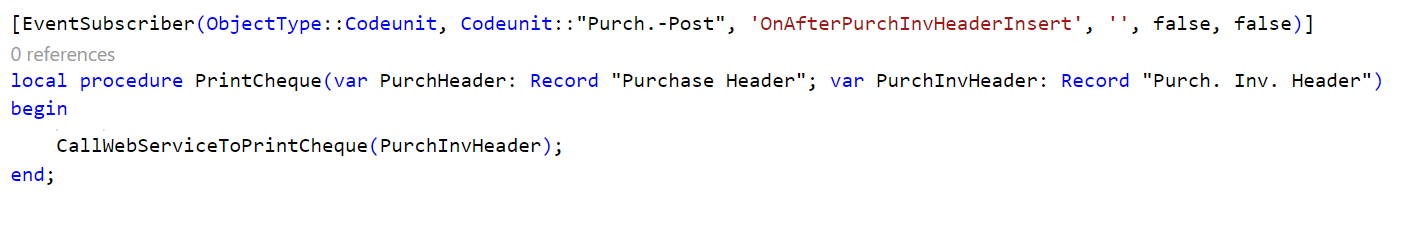 [EventSubscriber(ObjectType::Codeunit, Codeunit::"Purch.-Post", 'OnAfterPurchInvHeaderInsert', '', false, false)]
0 references
local procedure PrintCheque(var PurchHeader: Record "Purchase Header"; var PurchInvHeader: Record "Purch. Inv. Header")
begin
    CallWebServiceToPrintCheque(PurchInvHeader);
end;